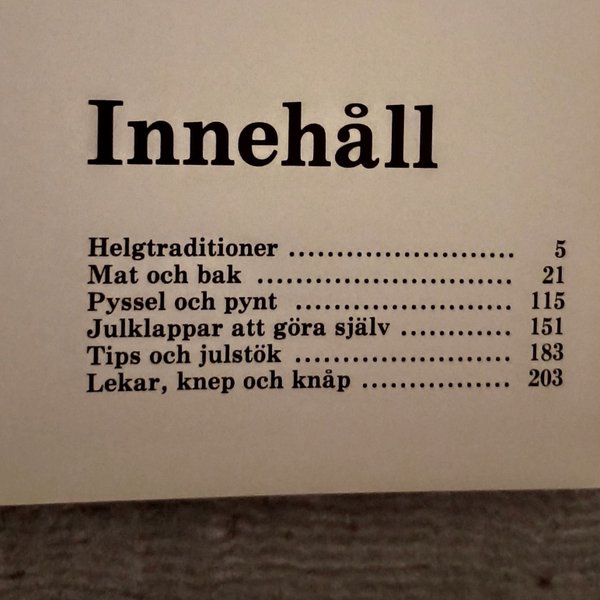 Innehåll
Helgtraditioner ........................ 5
Mat och bak ........................... 21
Pyssel och pynt ....................... 115
Julklappar att göra själv ............ 151
Tips och julstök ....................... 183
Lekar, knep och knåp ................ 203